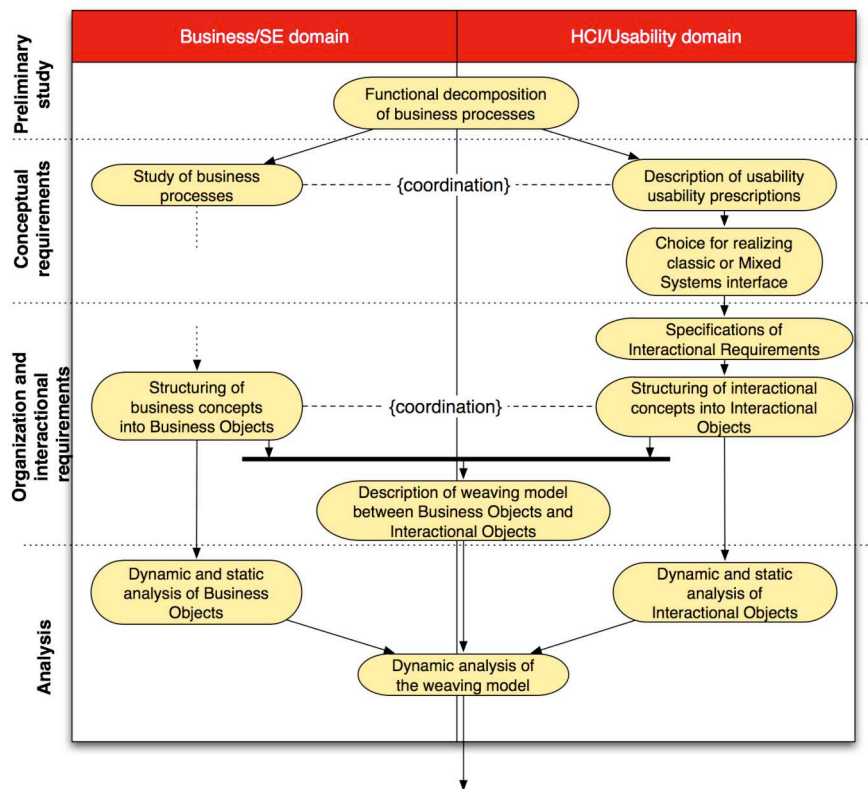 Business/SE domain
HCI/Usability domain
Preliminary
study
Functional decomposition
of business processes
Conceptual
requirements
Study of business
processes
{coordination}
Description of usability
usability prescriptions
Choice for realizing
classic or Mixed
Systems interface
Organization and
interactional
requirements
Specifications of
Interactional Requirements
Structuring of
business concepts
into Business Objects
{coordination}
Structuring of interactional
concepts into Interactional
Objects
Description of weaving model
between Business Objects and
Interactional Objects
Analysis
Dynamic and static
analysis of Business
Objects
Dynamic and static
analysis of
Interactional Objects
Dynamic analysis of
the weaving model